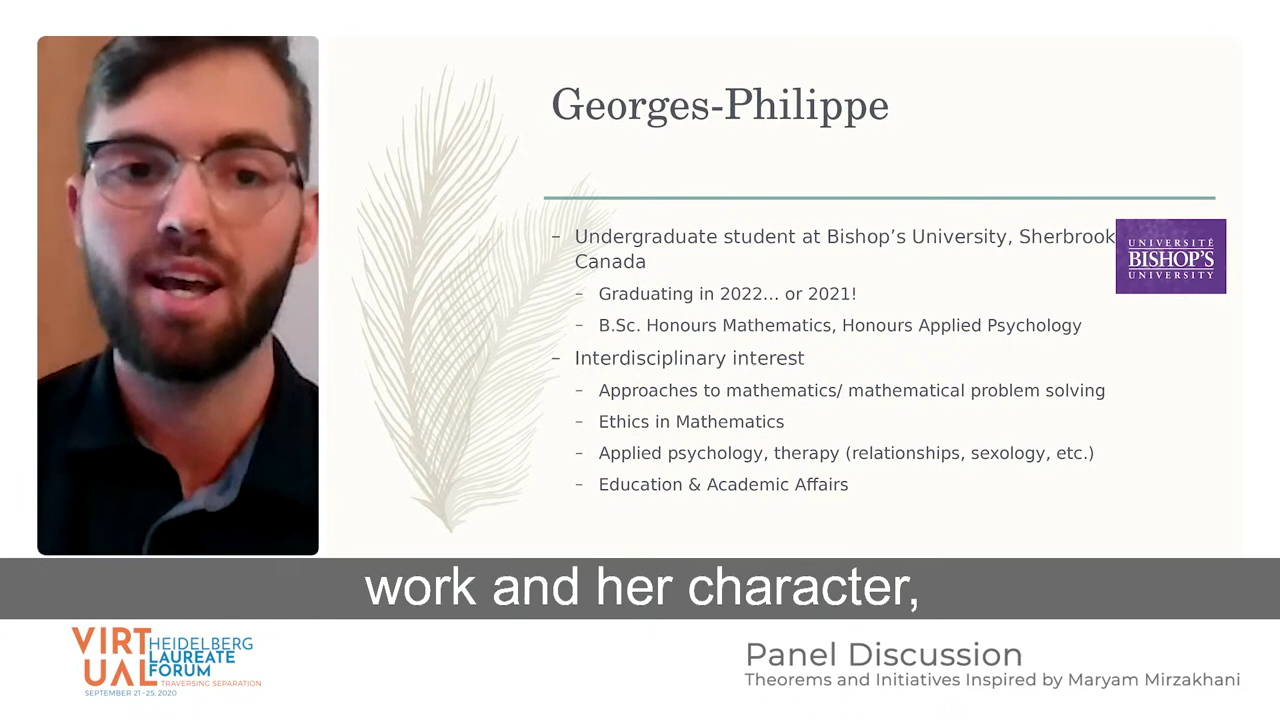 Georges-Philippe
– Undergraduate student at Bishop's University, Sherbrook
Canada
– Graduating in 2022... or 2021!
– B.Sc. Honours Mathematics, Honours Applied Psychology
– Interdisciplinary interest
– Approaches to mathematics/ mathematical problem solving
– Ethics in Mathematics
– Applied psychology, therapy (relationships, sexology, etc.)
– Education & Academic Affairs
UNIVERSITÉ
BISHOP'S
UNIVERSITY
work and her character,
VIRT
UAL
HEIDELBERG
LAUREATE
FORUM
TRAVERSING SEPARATION
SEPTEMBER 21–25, 2020
Panel Discussion
Theorems and Initiatives Inspired by Maryam Mirzakhani